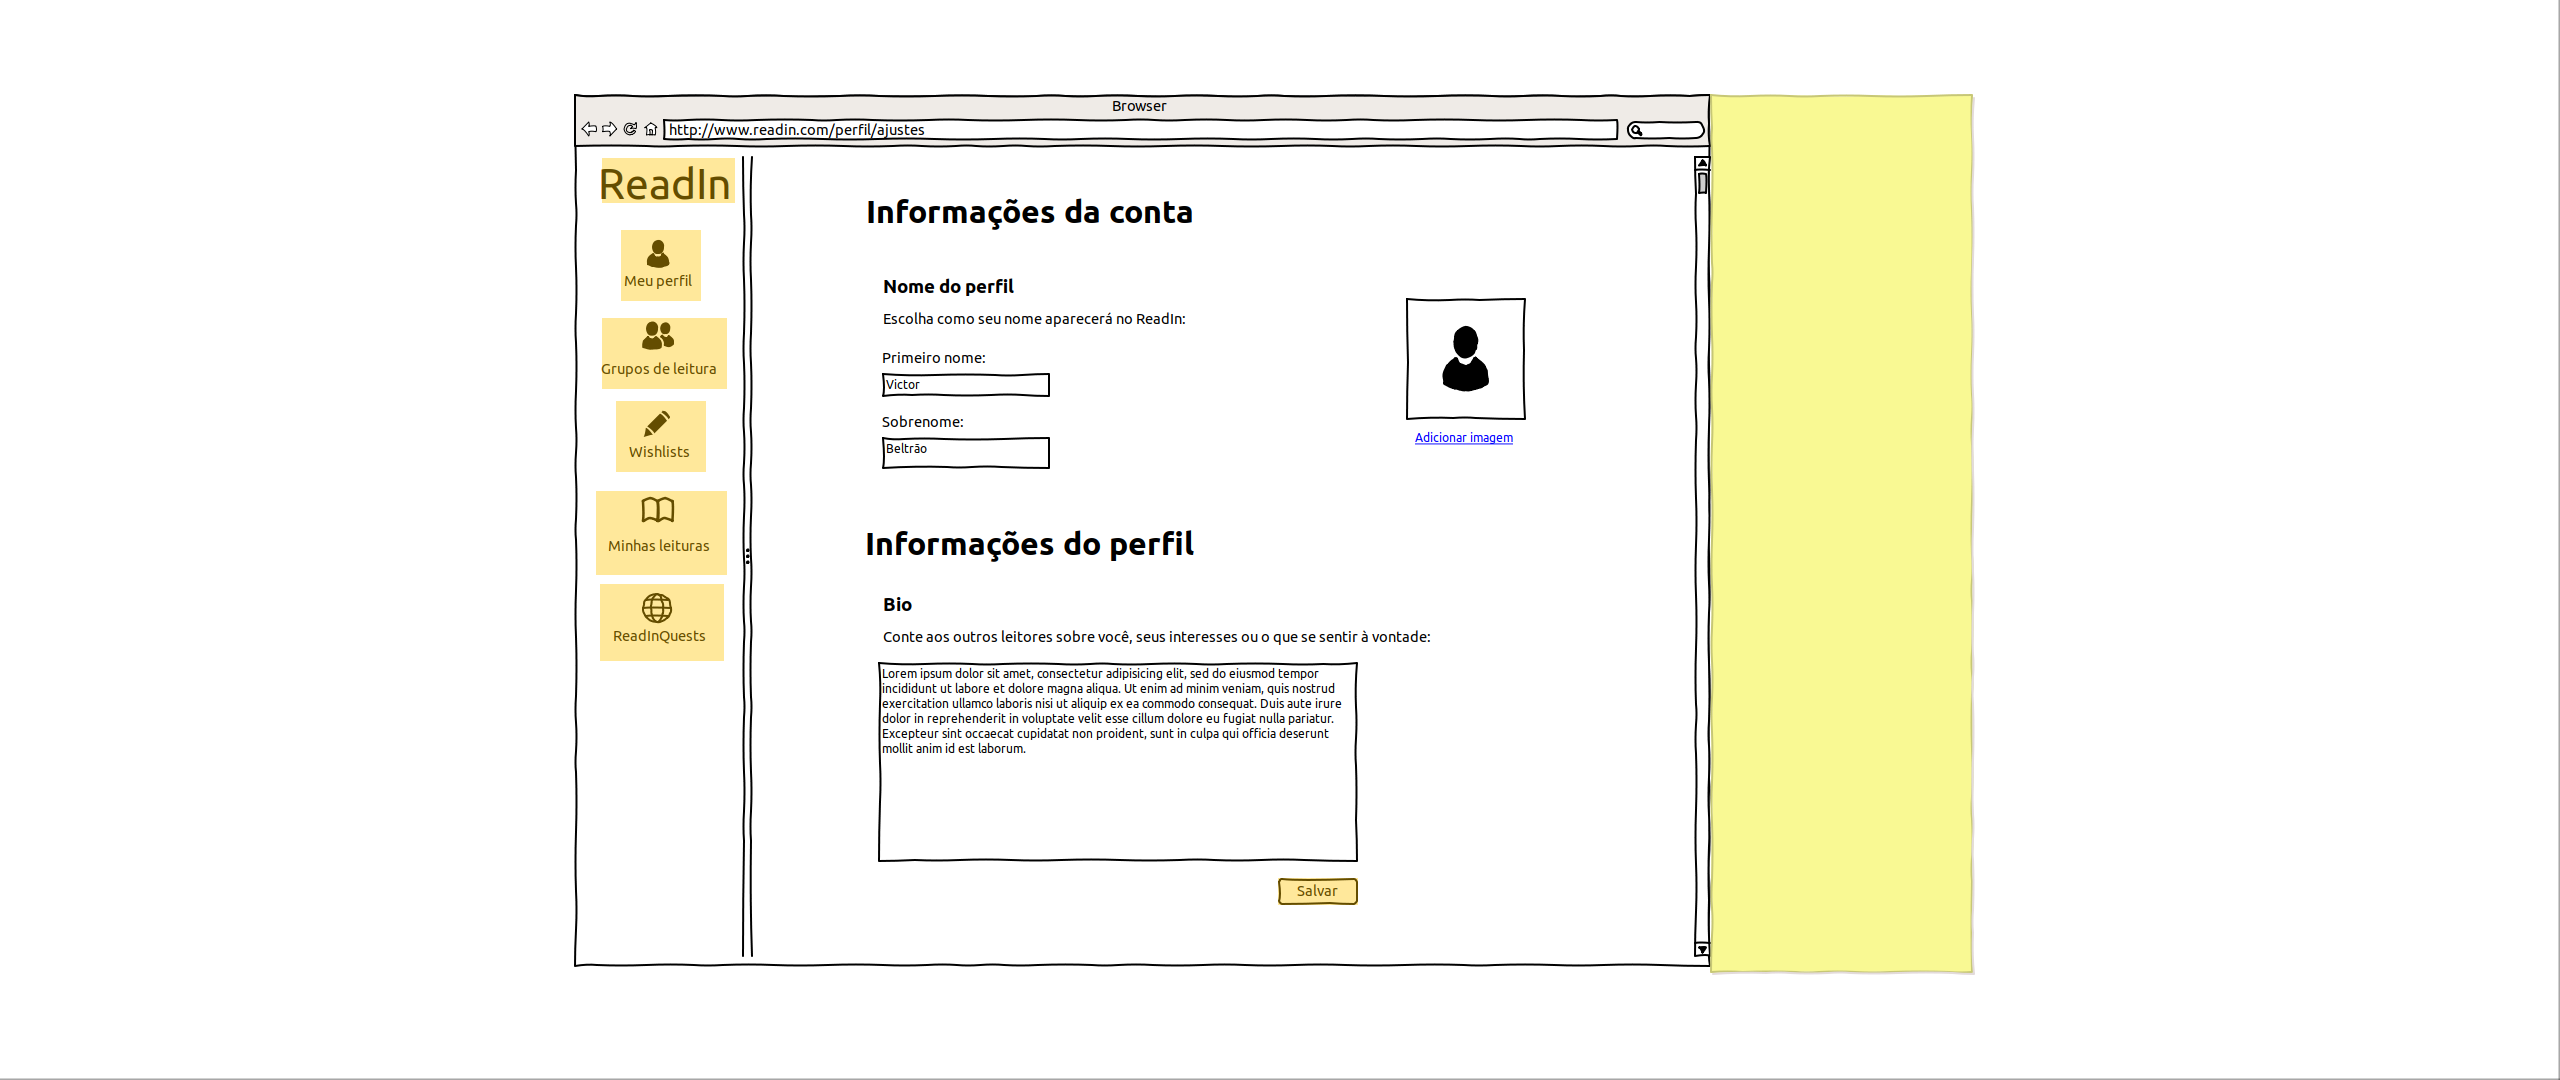 Browser
http://www.readin.com/perfil/ajustes
ReadIn
Meu perfil
Grupos de leitura
Wishlists
Minhas leituras
ReadInQuests
Informações da conta
Nome do perfil
Escolha como seu nome aparecerá no ReadIn:
Primeiro nome:
Victor
Sobrenome:
Beltrão
Adicionar imagem
Informações do perfil
Bio
Conte aos outros leitores sobre você, seus interesses ou o que se sentir à vontade:
Lorem ipsum dolor sit amet, consectetur adipisicing elit, sed do eiusmod tempor
incididunt ut labore et dolore magna aliqua. Ut enim ad minim veniam, quis nostrud
exercitation ullamco laboris nisi ut aliquip ex ea commodo consequat. Duis aute irure
dolor in reprehenderit in voluptate velit esse cillum dolore eu fugiat nulla pariatur.
Excepteur sint occaecat cupidatat non proident, sunt in culpa qui officia deserunt
mollit anim id est laborum.
Salvar